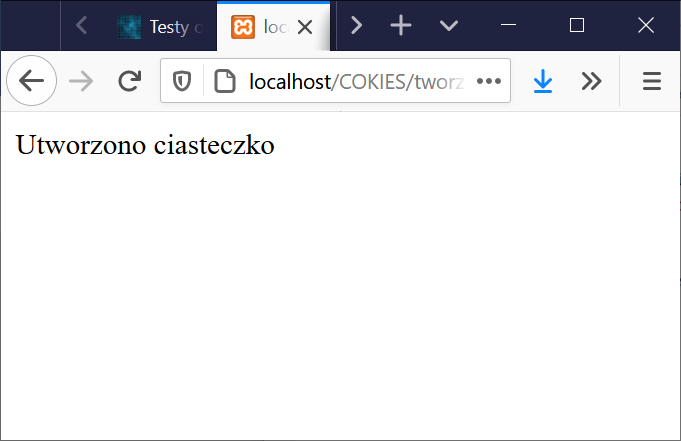 Testy
loc
localhost/COKIES/tworz
Utworzono ciasteczko